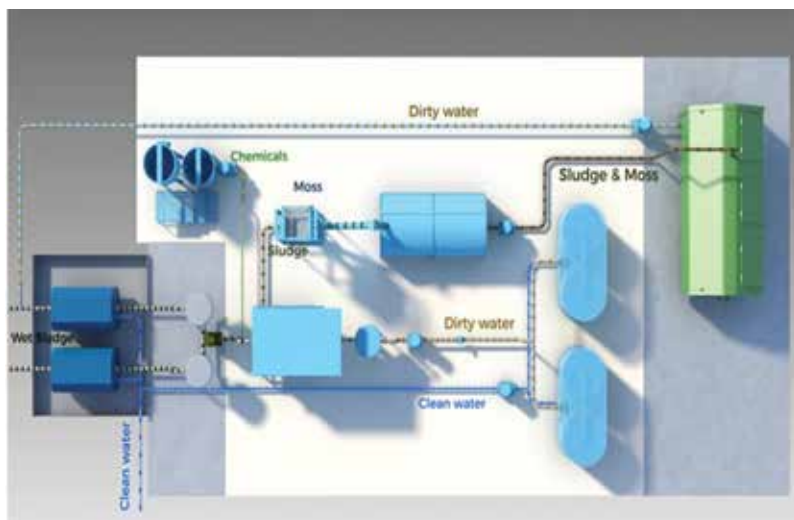 Dirty water
Chemicals
Moss
Sludge & Moss
Sludge
Wet Sludge
Dirty water
Clean water
Clean water